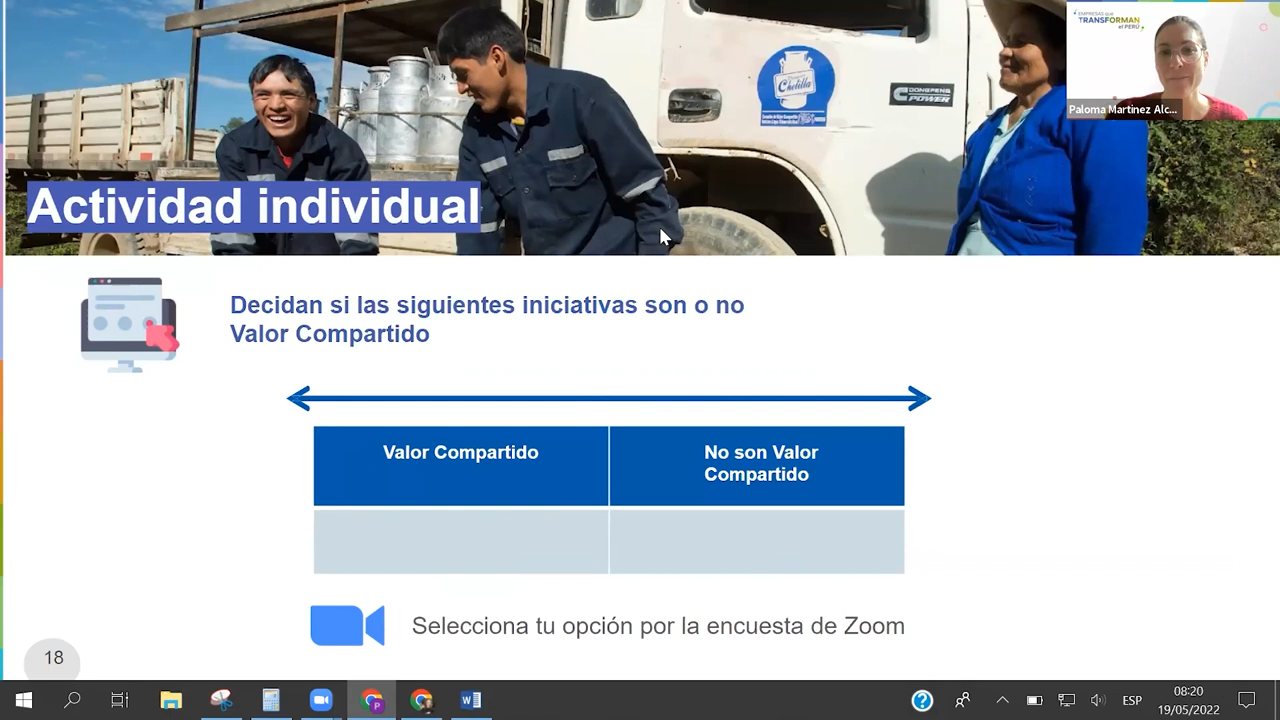 EMPRESAS que
TRANSFORMAN
el PERÚ
Paloma Martínez Alc...
Chelilla
DONGFENG
POWER
Actividad individual
Decidan si las siguientes iniciativas son o no
Valor Compartido
Valor Compartido
No son Valor
Compartido
Selecciona tu opción por la encuesta de Zoom
18
ESP
08:20
19/05/2022